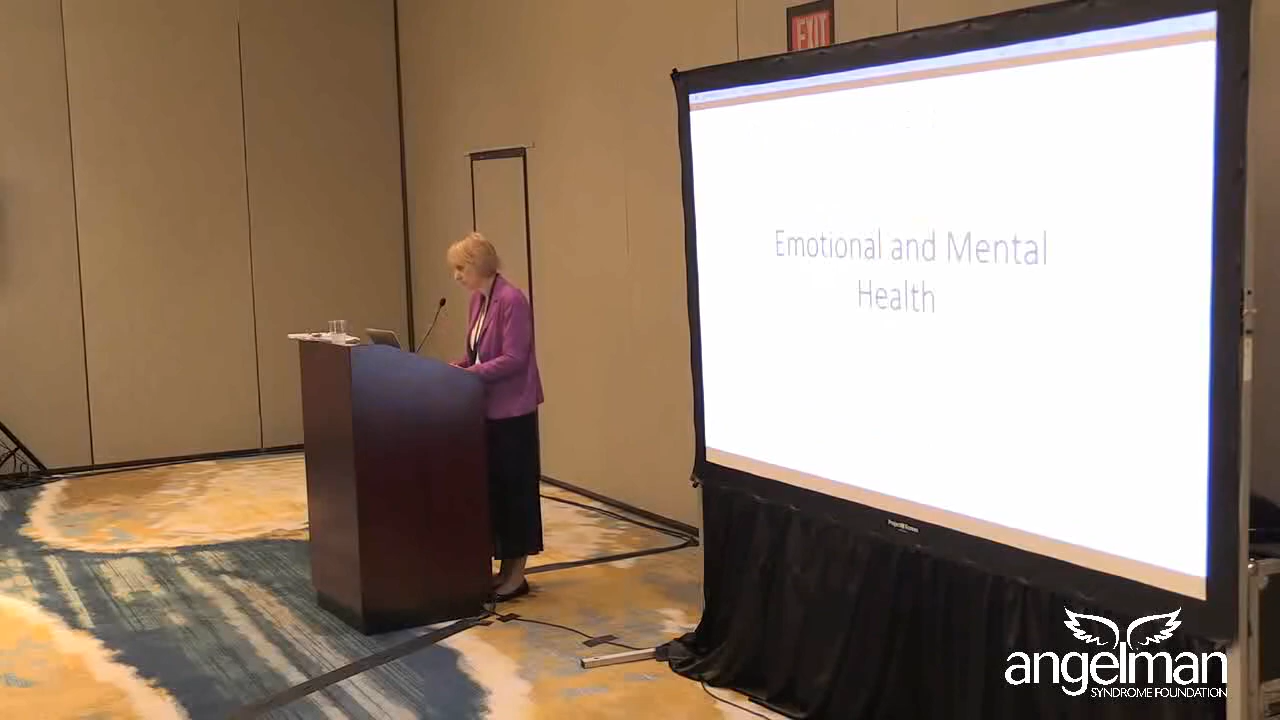 EXIT
Emotional and Mental
Health
angelman
SYNDROME FOUNDATION